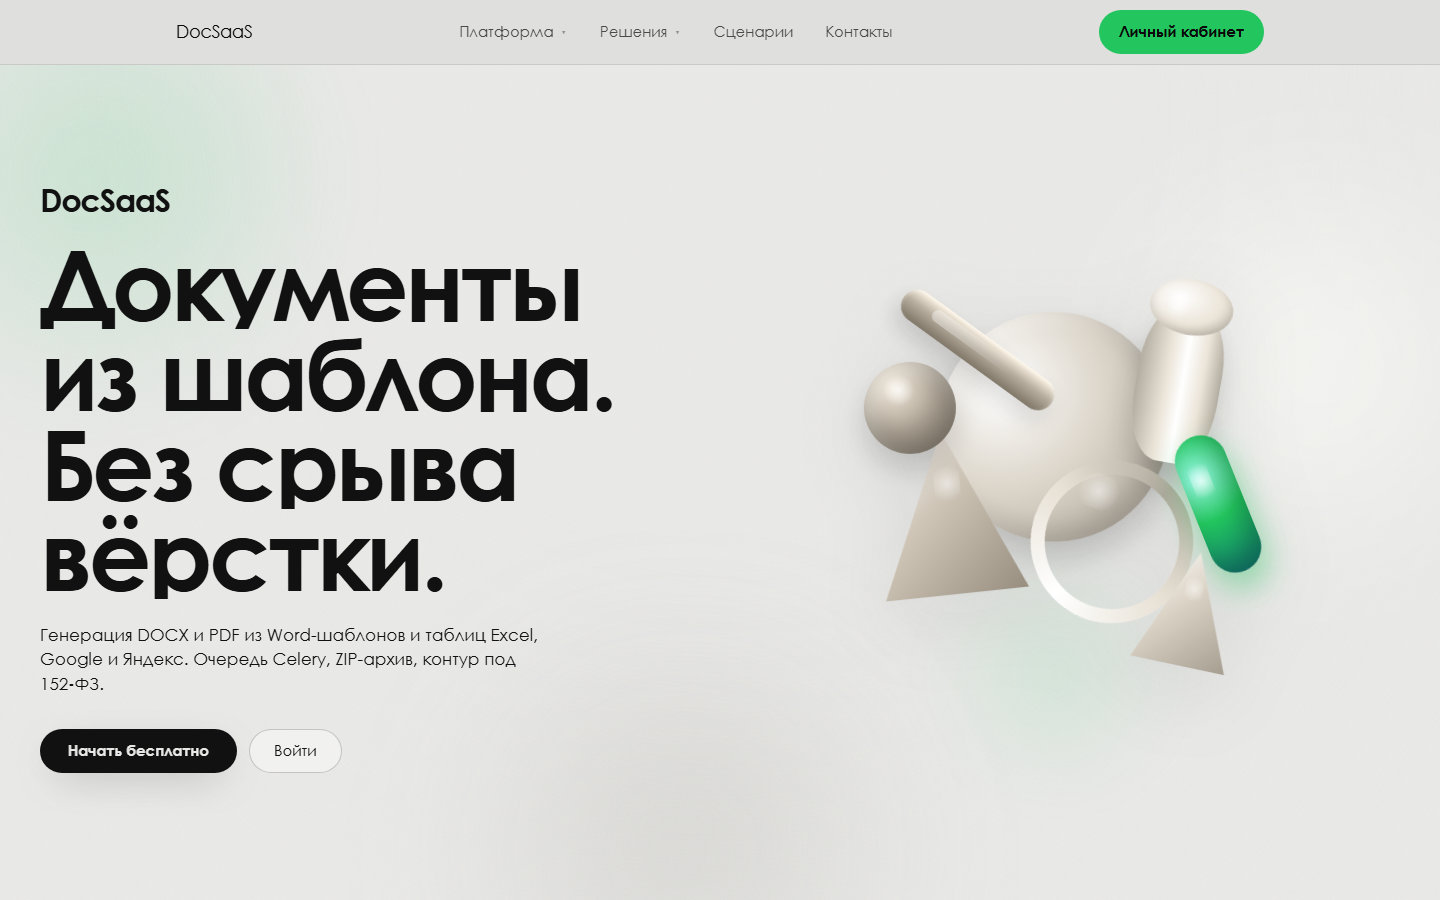 DocSaaS
Платформа
Решения
Сценарии
Контакты
Личный кабинет
DocSaaS
Документы
из шаблона.
Без срыва
вёрстки.
Генерация DOCX и PDF из Word-шаблонов и таблиц Excel,
Google и Яндекс. Очередь Celery, ZIP-архив, контур под
152-ФЗ.
Начать бесплатно
Войти